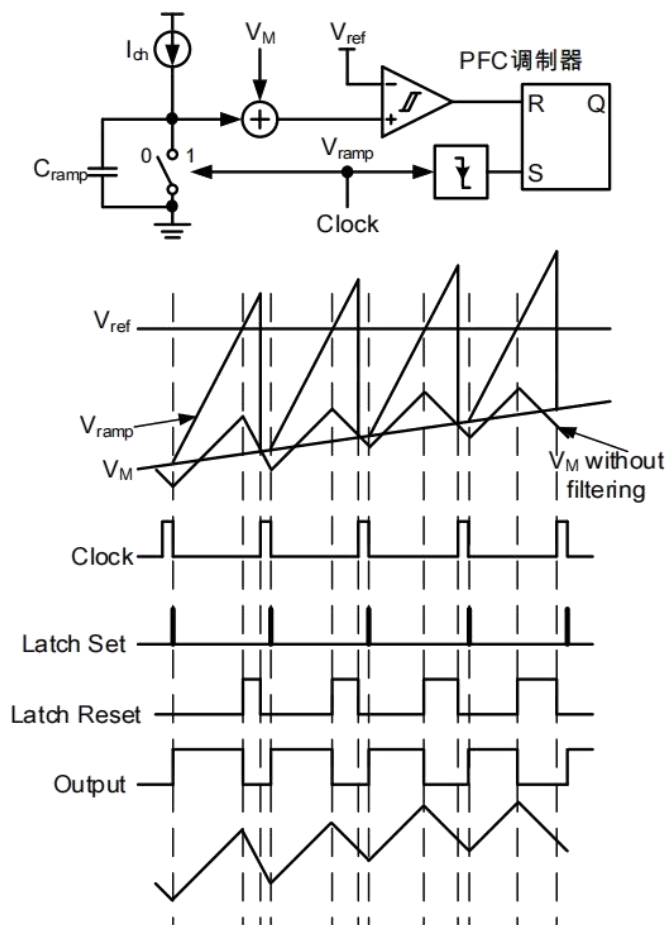 Ich
VM
Vref
PFC调制器
R Q
0 1
Cramp
Vramp
S
Clock
Vref
Vramp
VM
VM without
filtering
Clock
Latch Set
Latch Reset
Output